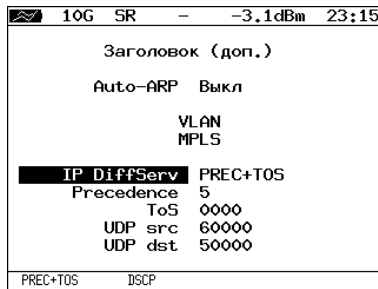 10G SR - -3.1dBm 23:15
Заголовок (доп.)
Auto-ARP Выкл
VLAN
MPLS
IP DiffServ PREC+TOS
Precedence 5
ToS 0000
UDP src 60000
UDP dst 50000
PREC+TOS DSCP